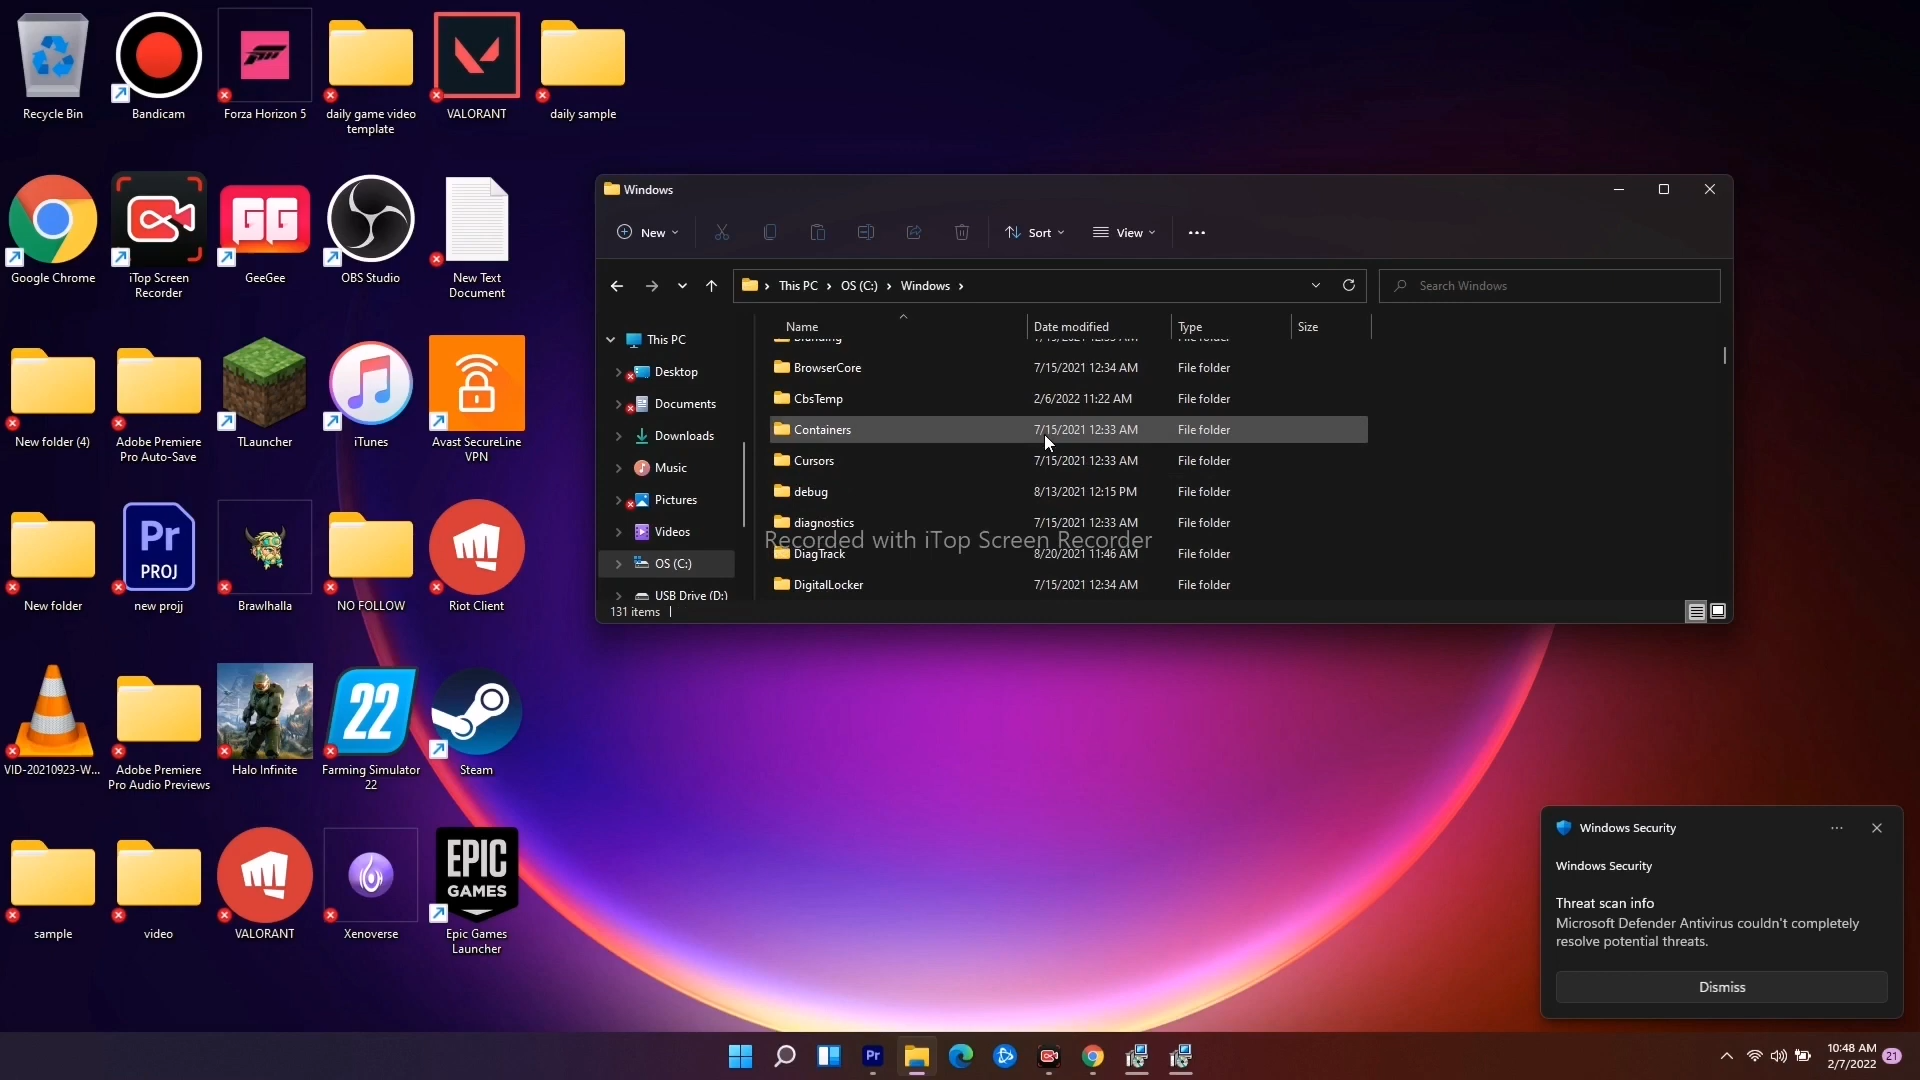 Recycle Bin
Bandicam
Forza Horizon 5
daily game video
template
VALORANT
daily sample
Google Chrome
iTop Screen
Recorder
GG
GeeGee
OBS Studio
New Text
Document
New folder (4)
Adobe Premiere
Pro Auto-Save
TLauncher
iTunes
Avast SecureLine
VPN
New folder
Pr
PROJ
new projj
Brawlhalla
NO FOLLOW
Riot Client
VID-20210923-W...
Adobe Premiere
Pro Audio Previews
Halo Infinite
22
Farming Simulator
22
Steam
sample
video
VALORANT
Xenoverse
EPIC
GAMES
Epic Games
Launcher
Windows
New
Sort
View
This PC > OS (C:) > Windows >
Search Windows
This PC
Desktop
Documents
Downloads
Music
Pictures
Videos
OS (C:)
USB Drive (D:)
Name Date modified Type Size
BrowserCore 7/15/2021 12:34 AM File folder
CbsTemp 2/6/2022 11:22 AM File folder
Containers 7/15/2021 12:33 AM File folder
Cursors 7/15/2021 12:33 AM File folder
debug 8/13/2021 12:15 PM File folder
diagnostics 7/15/2021 12:33 AM File folder
Recorded with iTop Screen Recorder
DiagTrack 8/20/2021 11:46 AM File folder
DigitalLocker 7/15/2021 12:34 AM File folder
131 items
Windows Security
Windows Security
Threat scan info
Microsoft Defender Antivirus couldn't completely
resolve potential threats.
Dismiss
Pr
10:48 AM
2/7/2022
21